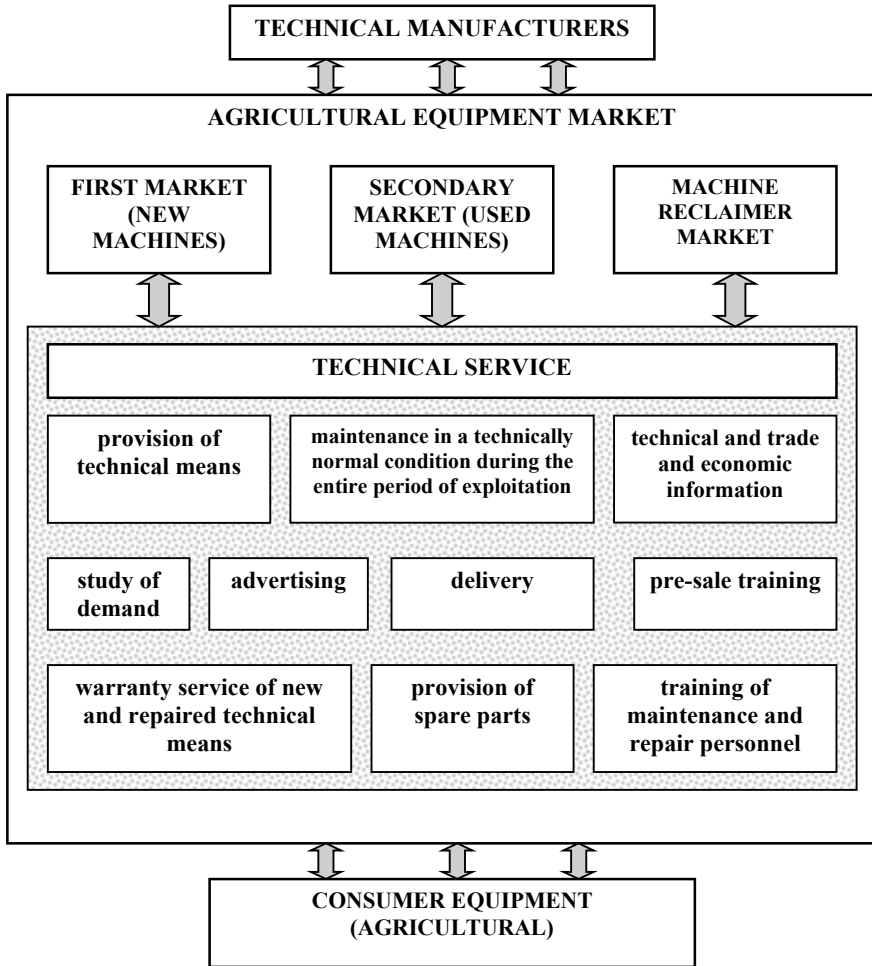 TECHNICAL MANUFACTURERS
AGRICULTURAL EQUIPMENT MARKET
FIRST MARKET
(NEW
MACHINES)
SECONDARY
MARKET (USED
MACHINES)
MACHINE
RECLAIMER
MARKET
TECHNICAL SERVICE
provision of
technical means
maintenance in a technically
normal condition during the
entire period of exploitation
technical and trade
and economic
information
study of
demand
advertising
delivery
pre-sale training
warranty service of new
and repaired technical
means
provision of
spare parts
training of
maintenance and
repair personnel
CONSUMER EQUIPMENT
(AGRICULTURAL)